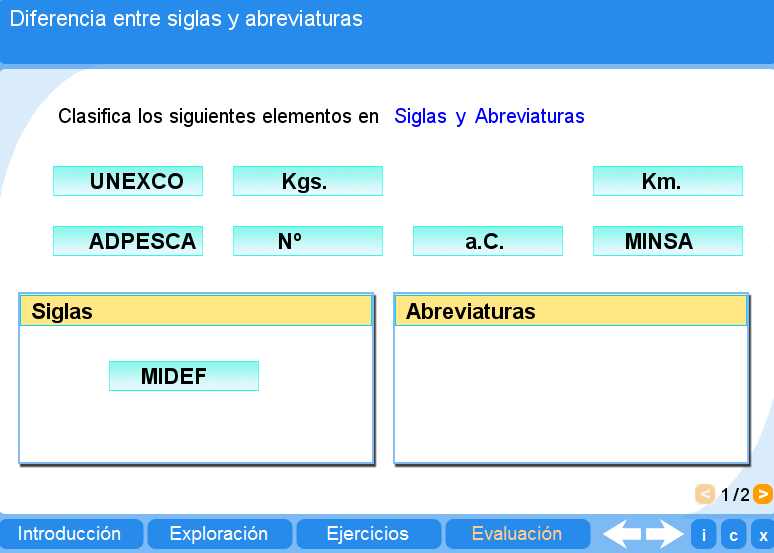 Diferencia entre siglas y abreviaturas
Clasifica los siguientes elementos en Siglas y Abreviaturas
UNEXCO Kgs. Km.
ADPESCA Nº a.C. MINSA
Siglas Abreviaturas
MIDEF
< 1/2 >
Introducción Exploración Ejercicios Evaluación i c x